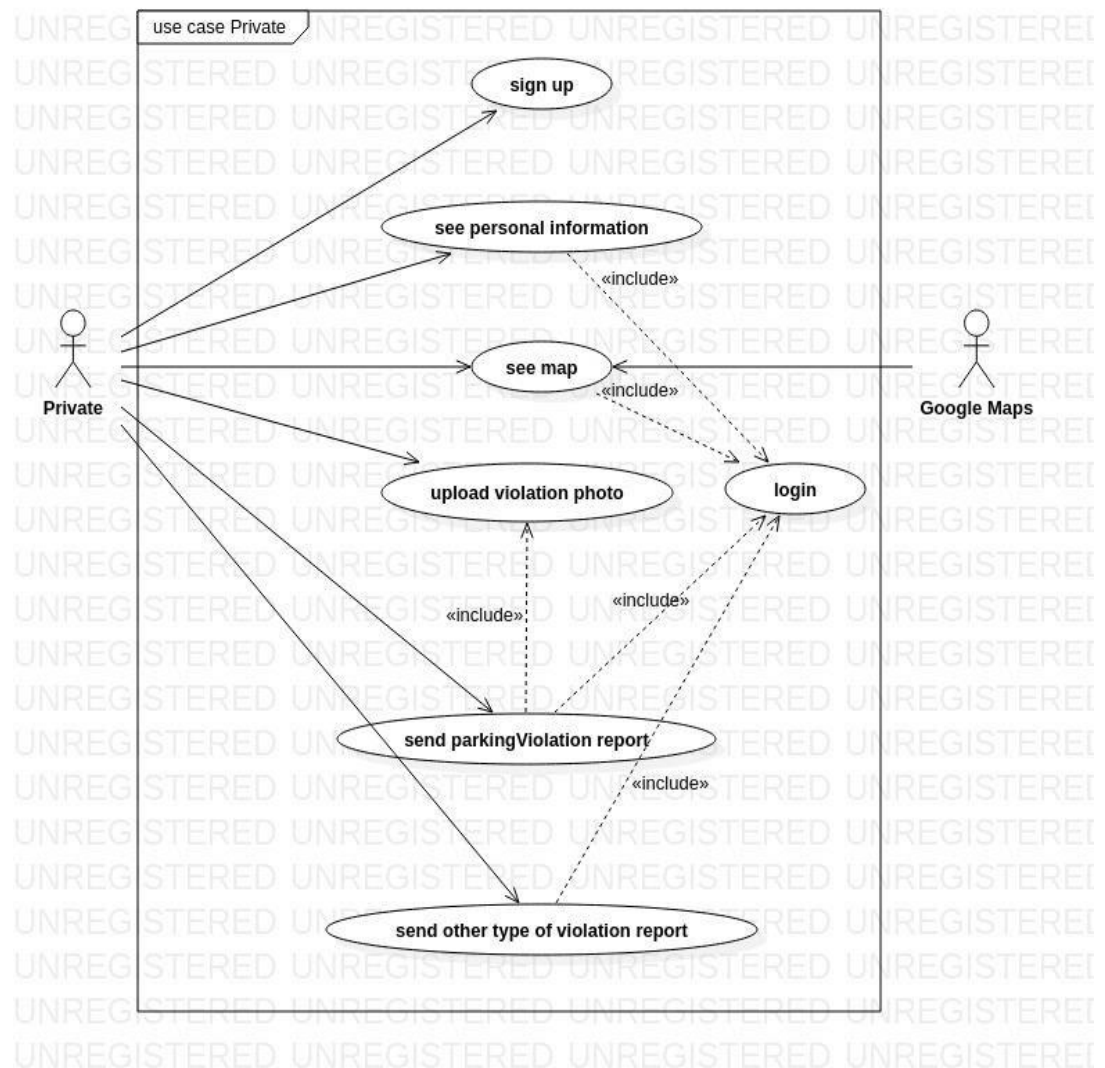 use case Private
sign up
see personal information
«include»
see map
«include»
Private
Google Maps
upload violation photo
login
«include»
«include»
send parkingViolation report
«include»
send other type of violation report
UNREGISTERED UNREGISTERED UNREGISTERED UNREGISTERED